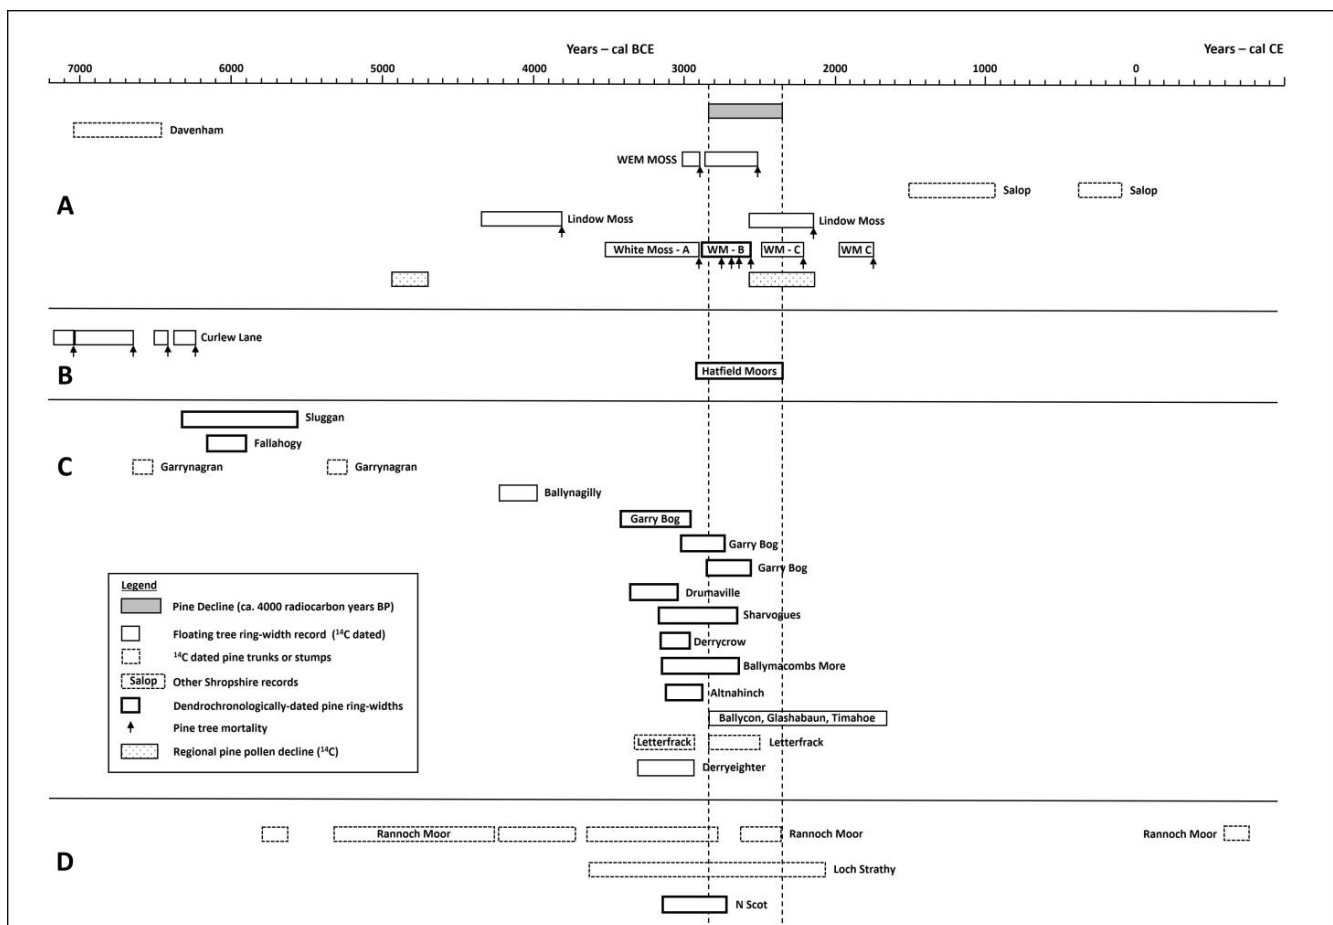 Years – cal BCE
Years – cal CE
7000 6000 5000 4000 3000 2000 1000 0
Davenham
WEM MOSS
Salop Salop
A
Lindow Moss Lindow Moss
White Moss - A WM - B WM - C WM C
Curlew Lane
B
Hatfield Moors
Sluggan
Fallahogy
C
Garrynagran Garrynagran
Ballynagilly
Garry Bog
Garry Bog
Garry Bog
Drumaville
Sharvogues
Derrycrow
Ballymacombs More
Altnahinch
Ballycon, Glashabaun, Timahoe
Letterfrack Letterfrack
Derryeighter
Legend
Pine Decline (ca. 4000 radiocarbon years BP)
Floating tree ring-width record (¹⁴C dated)
¹⁴C dated pine trunks or stumps
Salop Other Shropshire records
Dendrochronologically-dated pine ring-widths
Pine tree mortality
Regional pine pollen decline (¹⁴C)
Rannoch Moor Rannoch Moor Rannoch Moor
D
Loch Strathy
N Scot